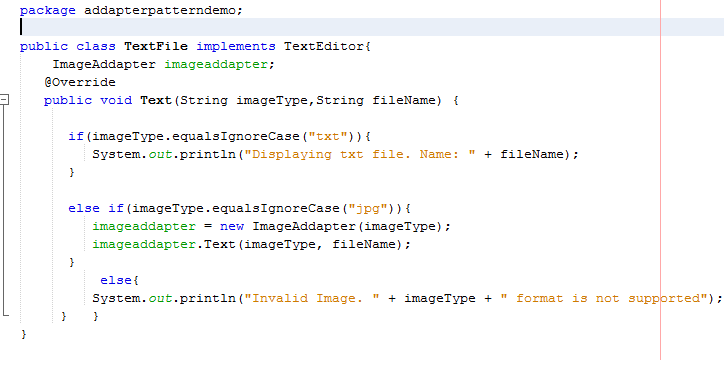 package addapterpatterndemo;
public class TextFile implements TextEditor{
ImageAddapter imageaddapter;
@Override
public void Text(String imageType,String fileName) {
if(imageType.equalsIgnoreCase("txt")){
System.out.println("Displaying txt file. Name: " + fileName);
}
else if(imageType.equalsIgnoreCase("jpg")){
imageaddapter = new ImageAddapter(imageType);
imageaddapter.Text(imageType, fileName);
}
else{
System.out.println("Invalid Image. " + imageType + " format is not supported");
} }
}